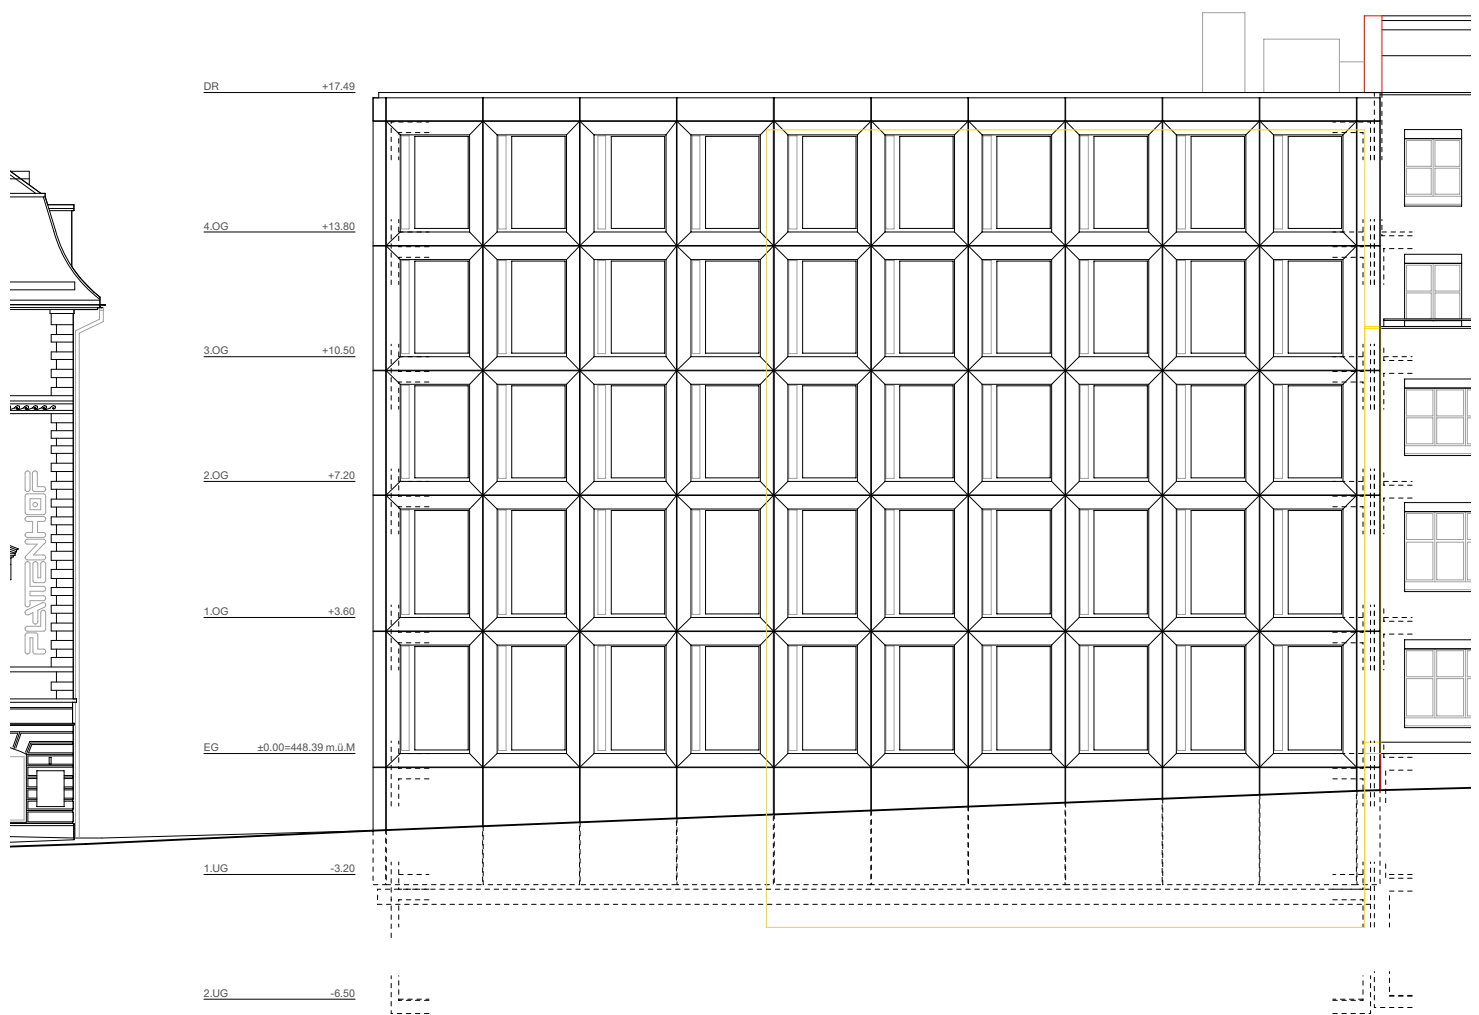 DR +17.49
4.OG +13.80
3.OG +10.50
2.OG +7.20
PLATTENHOF
1.OG +3.60
EG ±0.00=448.39 m.ü.M
1.UG -3.20
2.UG -6.50